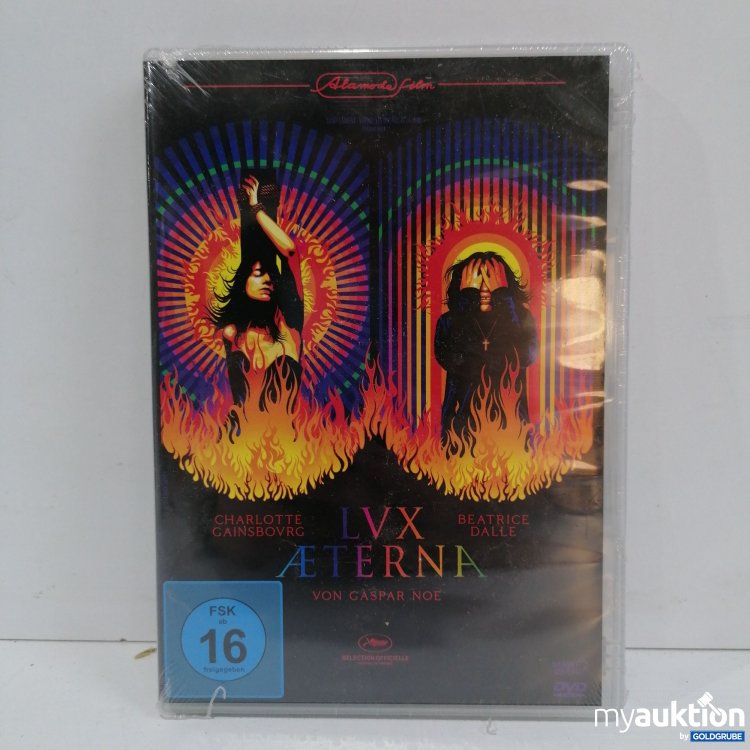 Alamode Film
CHARLOTTE
GAINSBOVRG
LVX
ÆTERNA
BEATRICE
DALLE
VON GASPAR NOE
FSK
ab
16
freigegeben
SELECTION OFFICIELLE
DVD
myauktion
by GOLDGRUBE